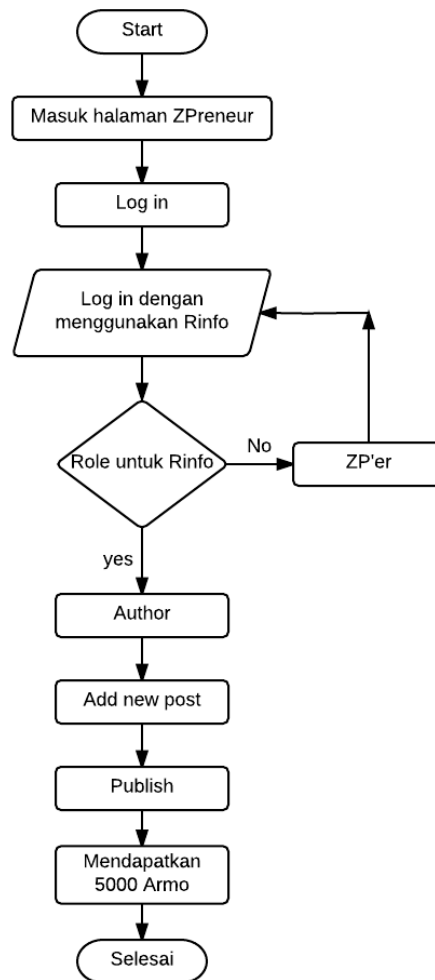 Start
Masuk halaman ZPreneur
Log in
Log in dengan
menggunakan Rinfo
Role untuk Rinfo
No
ZP'er
yes
Author
Add new post
Publish
Mendapatkan
5000 Armo
Selesai